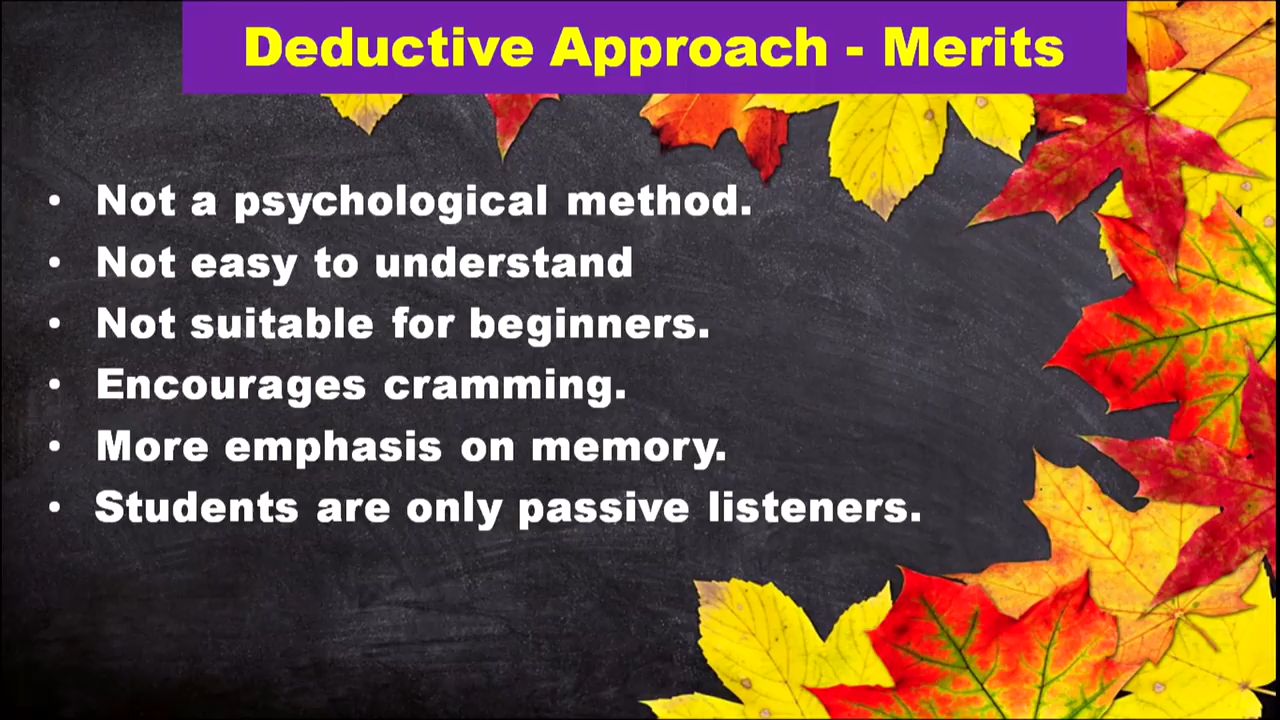 Deductive Approach - Merits
• Not a psychological method.
• Not easy to understand
• Not suitable for beginners.
• Encourages cramming.
• More emphasis on memory.
• Students are only passive listeners.